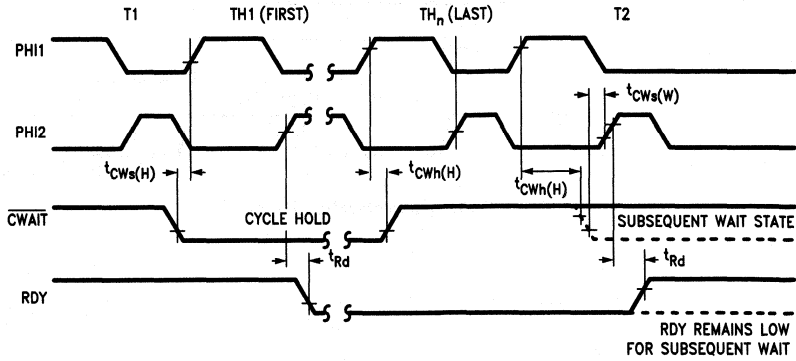 T1 TH1 (FIRST) THn (LAST) T2
PHI1
tCWs(W)
PHI2
tCWs(H) tCWh(H) tCWh(H)
CWAIT CYCLE HOLD SUBSEQUENT WAIT STATE
tRd tRd
RDY
RDY REMAINS LOW
FOR SUBSEQUENT WAIT